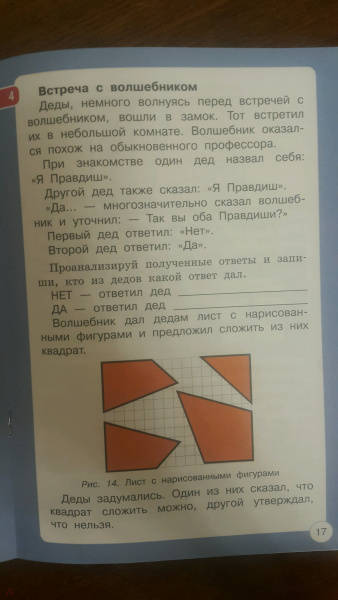 4
Встреча с волшебником
Деды, немного волнуясь перед встречей с
волшебником, вошли в замок. Тот встретил
их в небольшой комнате. Волшебник оказал-
ся похож на обыкновенного профессора.
При знакомстве один дед назвал себя:
«Я Правдиш».
Другой дед также сказал: «Я Правдиш».
«Да... — многозначительно сказал волшеб-
ник и уточнил: — Так вы оба Правдиши?»
Первый дед ответил: «Нет».
Второй дед ответил: «Да».
Проанализируй полученные ответы и запи-
ши, кто из дедов какой ответ дал.
НЕТ — ответил дед
ДА — ответил дед
Волшебник дал дедам лист с нарисован-
ными фигурами и предложил сложить из них
квадрат.
Рис. 14. Лист с нарисованными фигурами
Деды задумались. Один из них сказал, что
квадрат сложить можно, другой утверждал,
что нельзя.
17